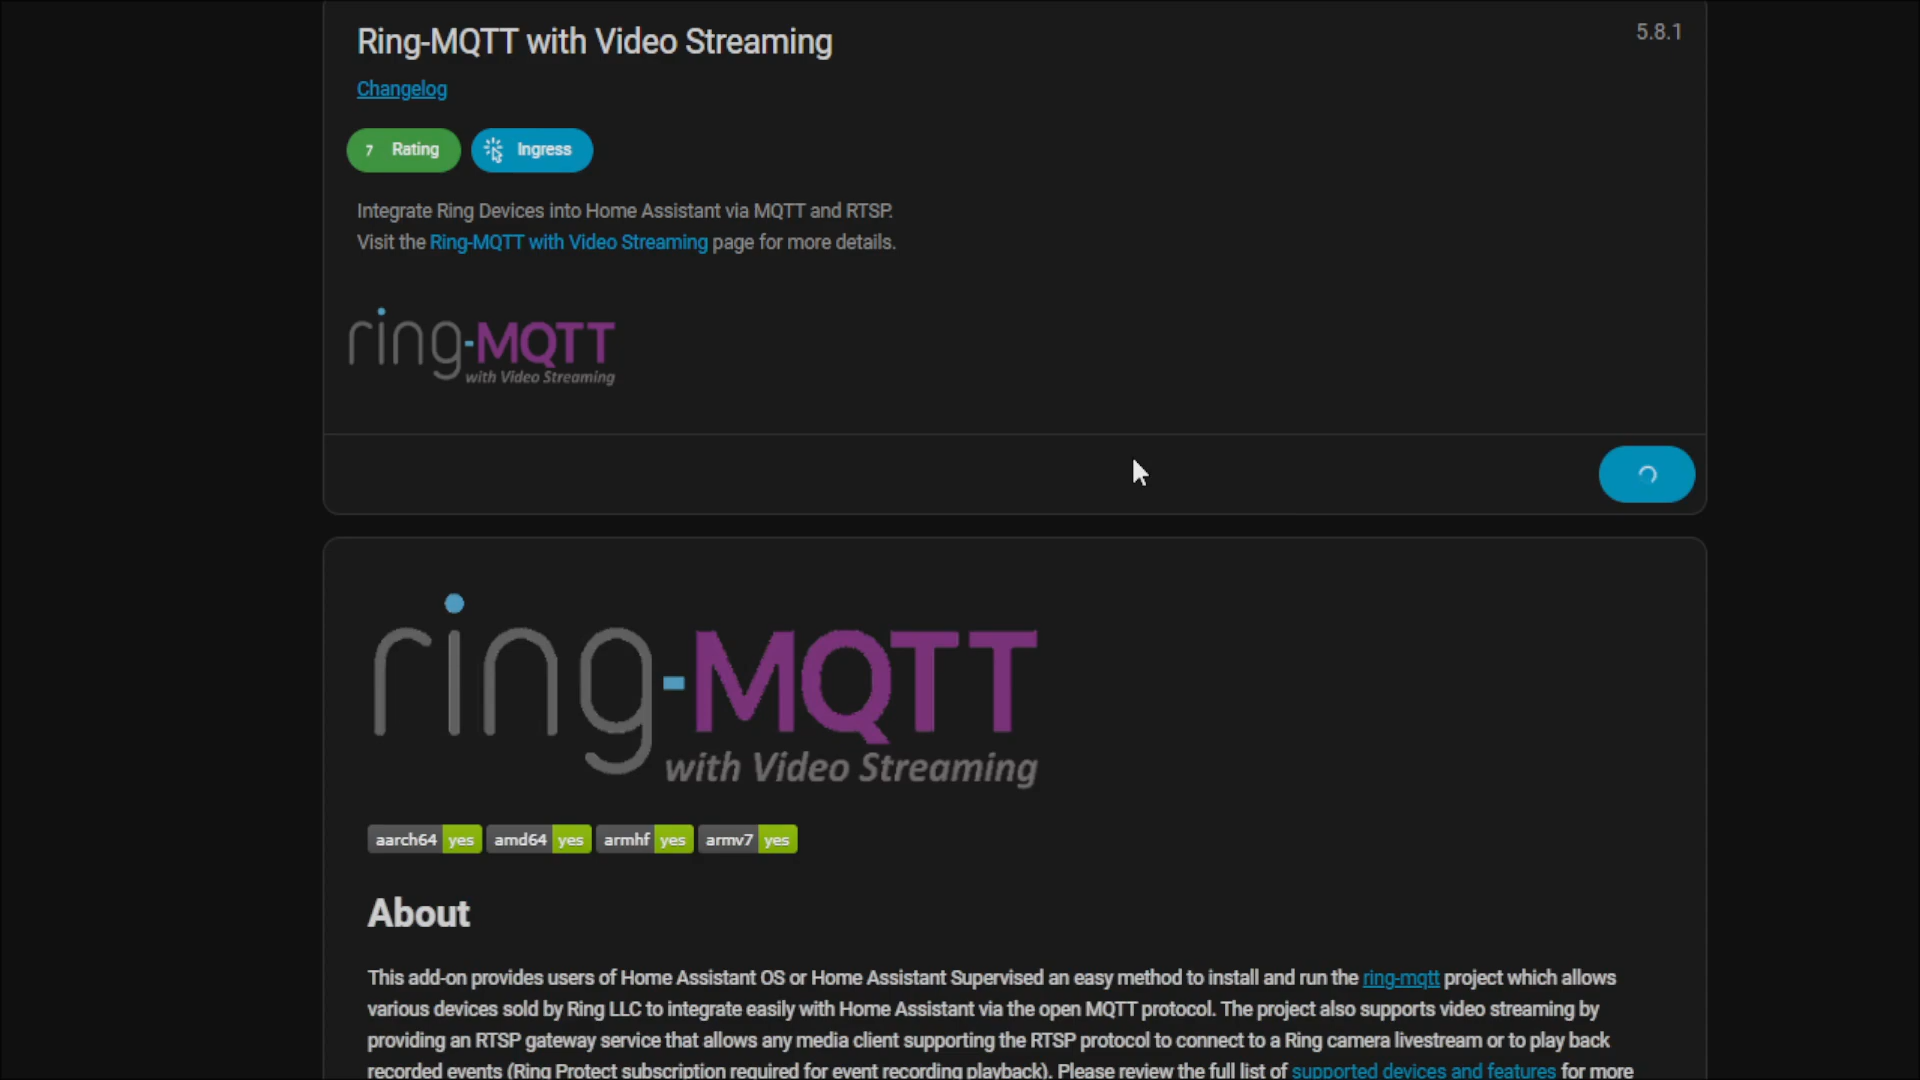 Ring-MQTT with Video Streaming
5.8.1
Changelog
7 Rating
Ingress
Integrate Ring Devices into Home Assistant via MQTT and RTSP.
Visit the Ring-MQTT with Video Streaming page for more details.
ring-MQTT
with Video Streaming
ring-MQTT
with Video Streaming
aarch64 yes amd64 yes armhf yes armv7 yes
About
This add-on provides users of Home Assistant OS or Home Assistant Supervised an easy method to install and run the ring-mqtt project which allows
various devices sold by Ring LLC to integrate easily with Home Assistant via the open MQTT protocol. The project also supports video streaming by
providing an RTSP gateway service that allows any media client supporting the RTSP protocol to connect to a Ring camera livestream or to play back
recorded events (Ring Protect subscription required for event recording playback). Please review the full list of supported devices and features for more